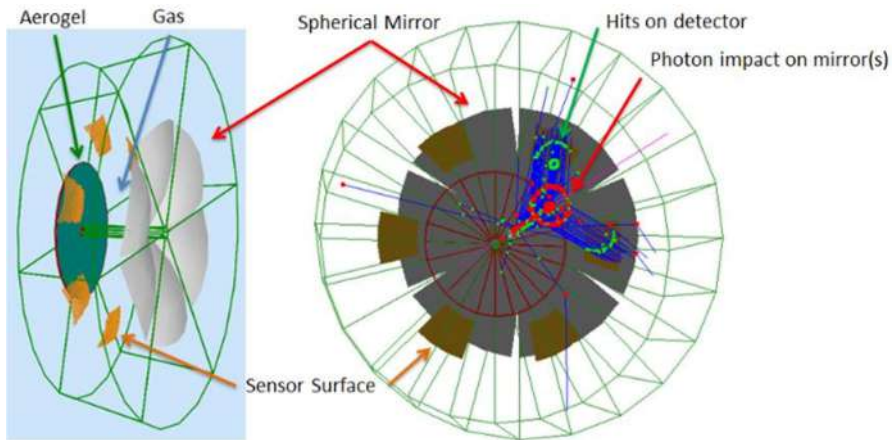 Aerogel
Gas
Spherical Mirror
Hits on detector
Photon impact on mirror(s)
Sensor Surface